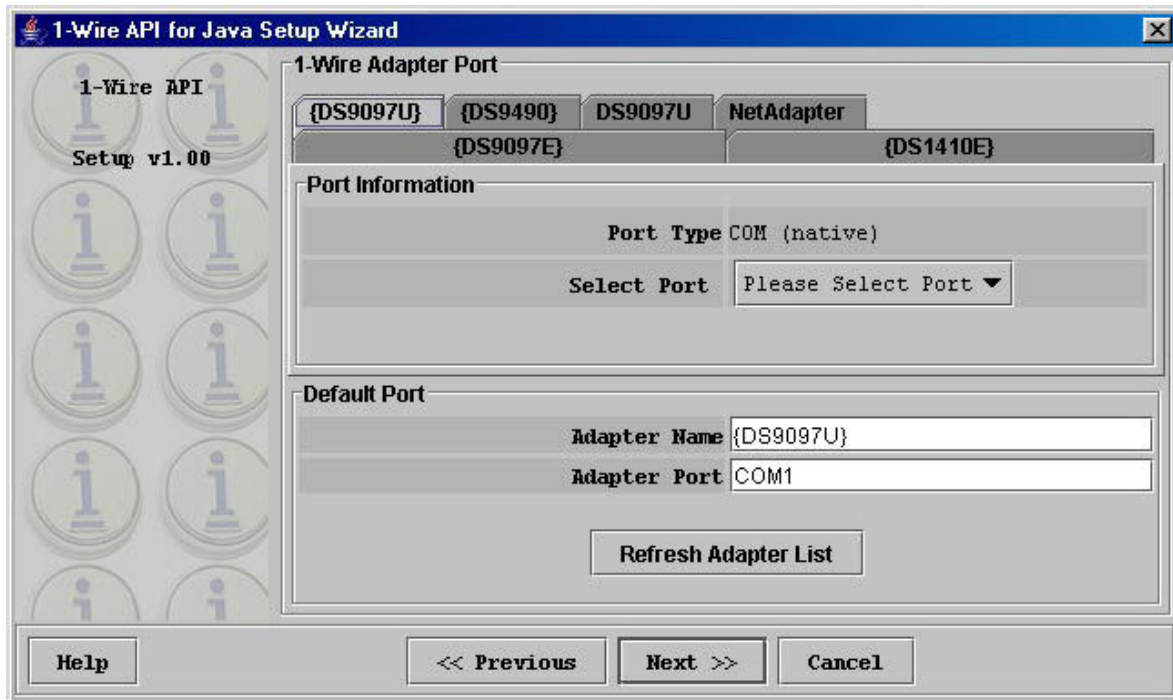 1-Wire API for Java Setup Wizard
1-Wire API
Setup v1.00
1-Wire Adapter Port
{DS9097U} {DS9490} DS9097U NetAdapter
{DS9097E} {DS1410E}
Port Information
Port Type COM (native)
Select Port Please Select Port
Default Port
Adapter Name {DS9097U}
Adapter Port COM1
Refresh Adapter List
Help << Previous Next >> Cancel